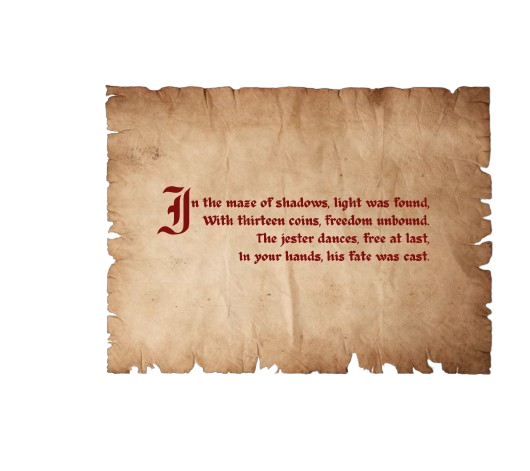 In the maze of shadows, light was found,
With thirteen coins, freedom unbound.
The jester dances, free at last,
In your hands, his fate was cast.